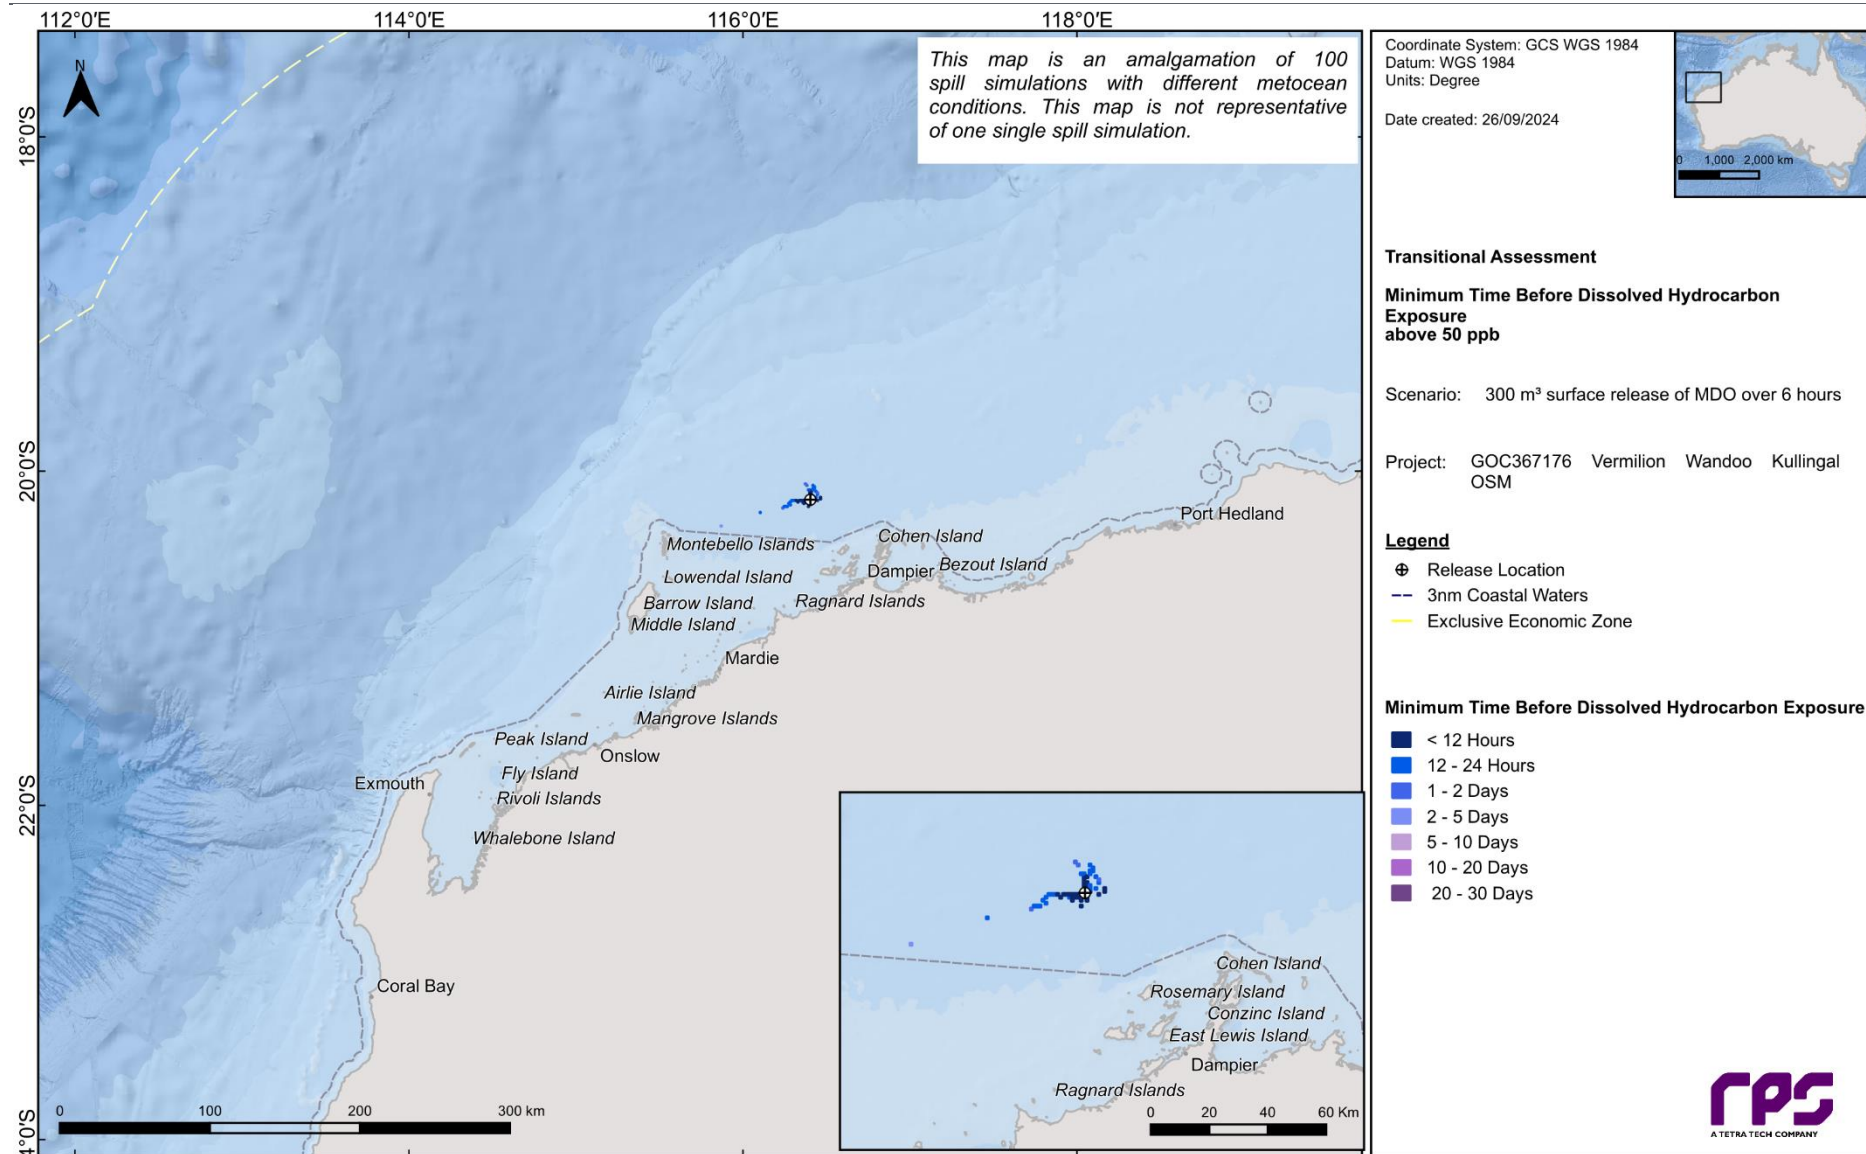 112°0'E 114°0'E 116°0'E 118°0'E
18°0'S
20°0'S
22°0'S
4°0'S
N
This map is an amalgamation of 100
spill simulations with different metocean
conditions. This map is not representative
of one single spill simulation.
Port Hedland
Cohen Island
Montebello Islands
Bezout Island
Dampier
Lowendal Island
Ragnard Islands
Barrow Island
Middle Island
Mardie
Airlie Island
Mangrove Islands
Peak Island
Onslow
Fly Island
Exmouth
Rivoli Islands
Whalebone Island
Coral Bay
0 100 200 300 km
Cohen Island
Rosemary Island
Conzinc Island
East Lewis Island
Dampier
Ragnard Islands
0 20 40 60 Km
Coordinate System: GCS WGS 1984
Datum: WGS 1984
Units: Degree
Date created: 26/09/2024
0 1,000 2,000 km
Transitional Assessment
Minimum Time Before Dissolved Hydrocarbon
Exposure
above 50 ppb
Scenario: 300 m³ surface release of MDO over 6 hours
Project: GOC367176 Vermilion Wandoo Kullingal
OSM
Legend
Release Location
3nm Coastal Waters
Exclusive Economic Zone
Minimum Time Before Dissolved Hydrocarbon Exposure
< 12 Hours
12 - 24 Hours
1 - 2 Days
2 - 5 Days
5 - 10 Days
10 - 20 Days
20 - 30 Days
rps
A TETRA TECH COMPANY